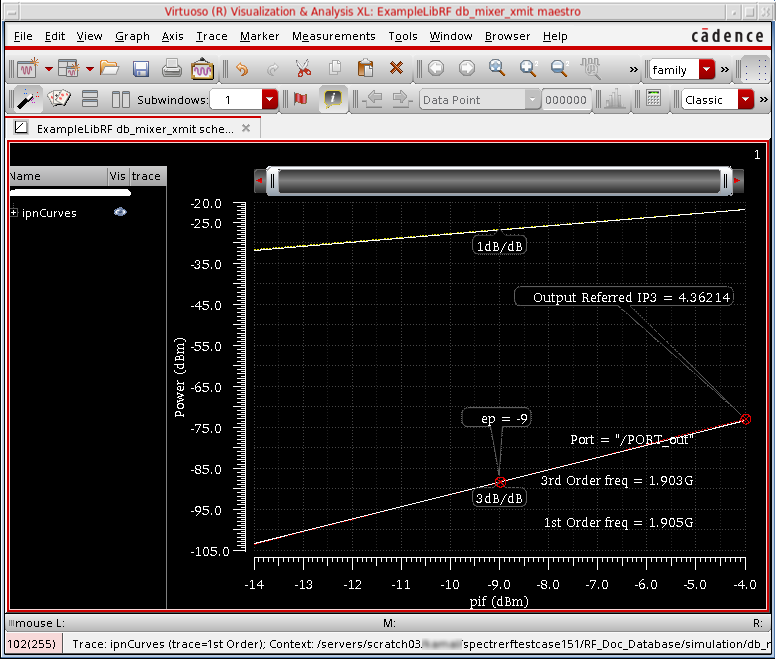 Virtuoso (R) Visualization & Analysis XL: ExampleLibRF db_mixer_xmit maestro
File Edit View Graph Axis Trace Marker Measurements Tools Window Browser Help
cādence
» family »
Subwindows: 1 Data Point 000000 Classic »
ExampleLibRF db_mixer_xmit sche...
1
Name Vis trace
ipnCurves
-20.0
-25.0
1dB/dB
-35.0
Output Referred IP3 = 4.36214
-45.0
-55.0
-65.0
Power (dBm)
ep = -9
-75.0
Port = "/PORT_out"
-85.0
3rd Order freq = 1.903G
3dB/dB
-95.0
1st Order freq = 1.905G
-105.0
-14 -13 -12 -11 -10 -9.0 -8.0 -7.0 -6.0 -5.0 -4.0
pif (dBm)
mouse L: M: R:
102(255) Trace: ipnCurves (trace=1st Order); Context: /servers/scratch03/ spectrerftestcase151/RF_Doc_Database/simulation/db_r